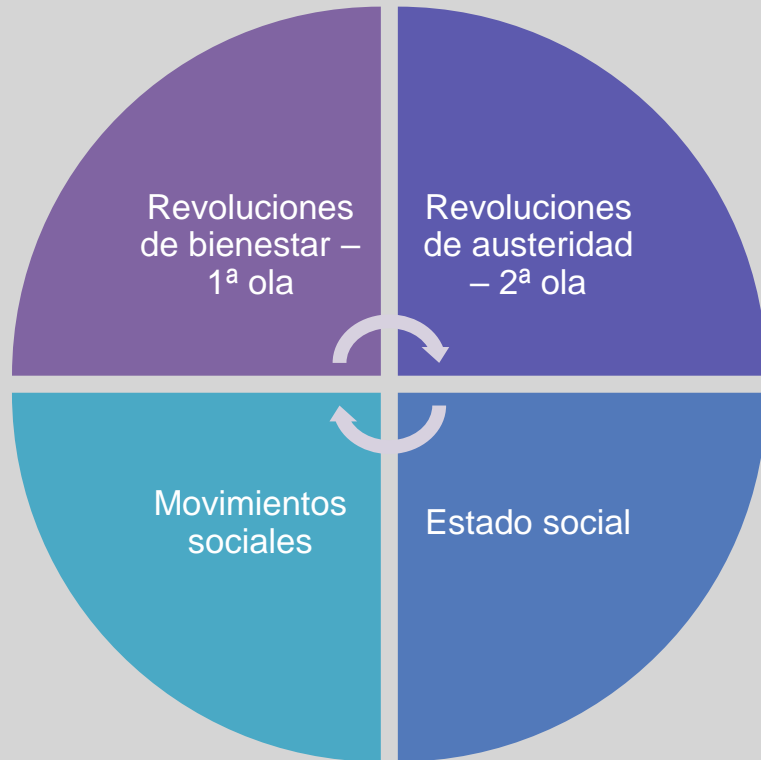 Revoluciones
de bienestar –
1ª ola
Revoluciones
de austeridad
– 2ª ola
Movimientos
sociales
Estado social